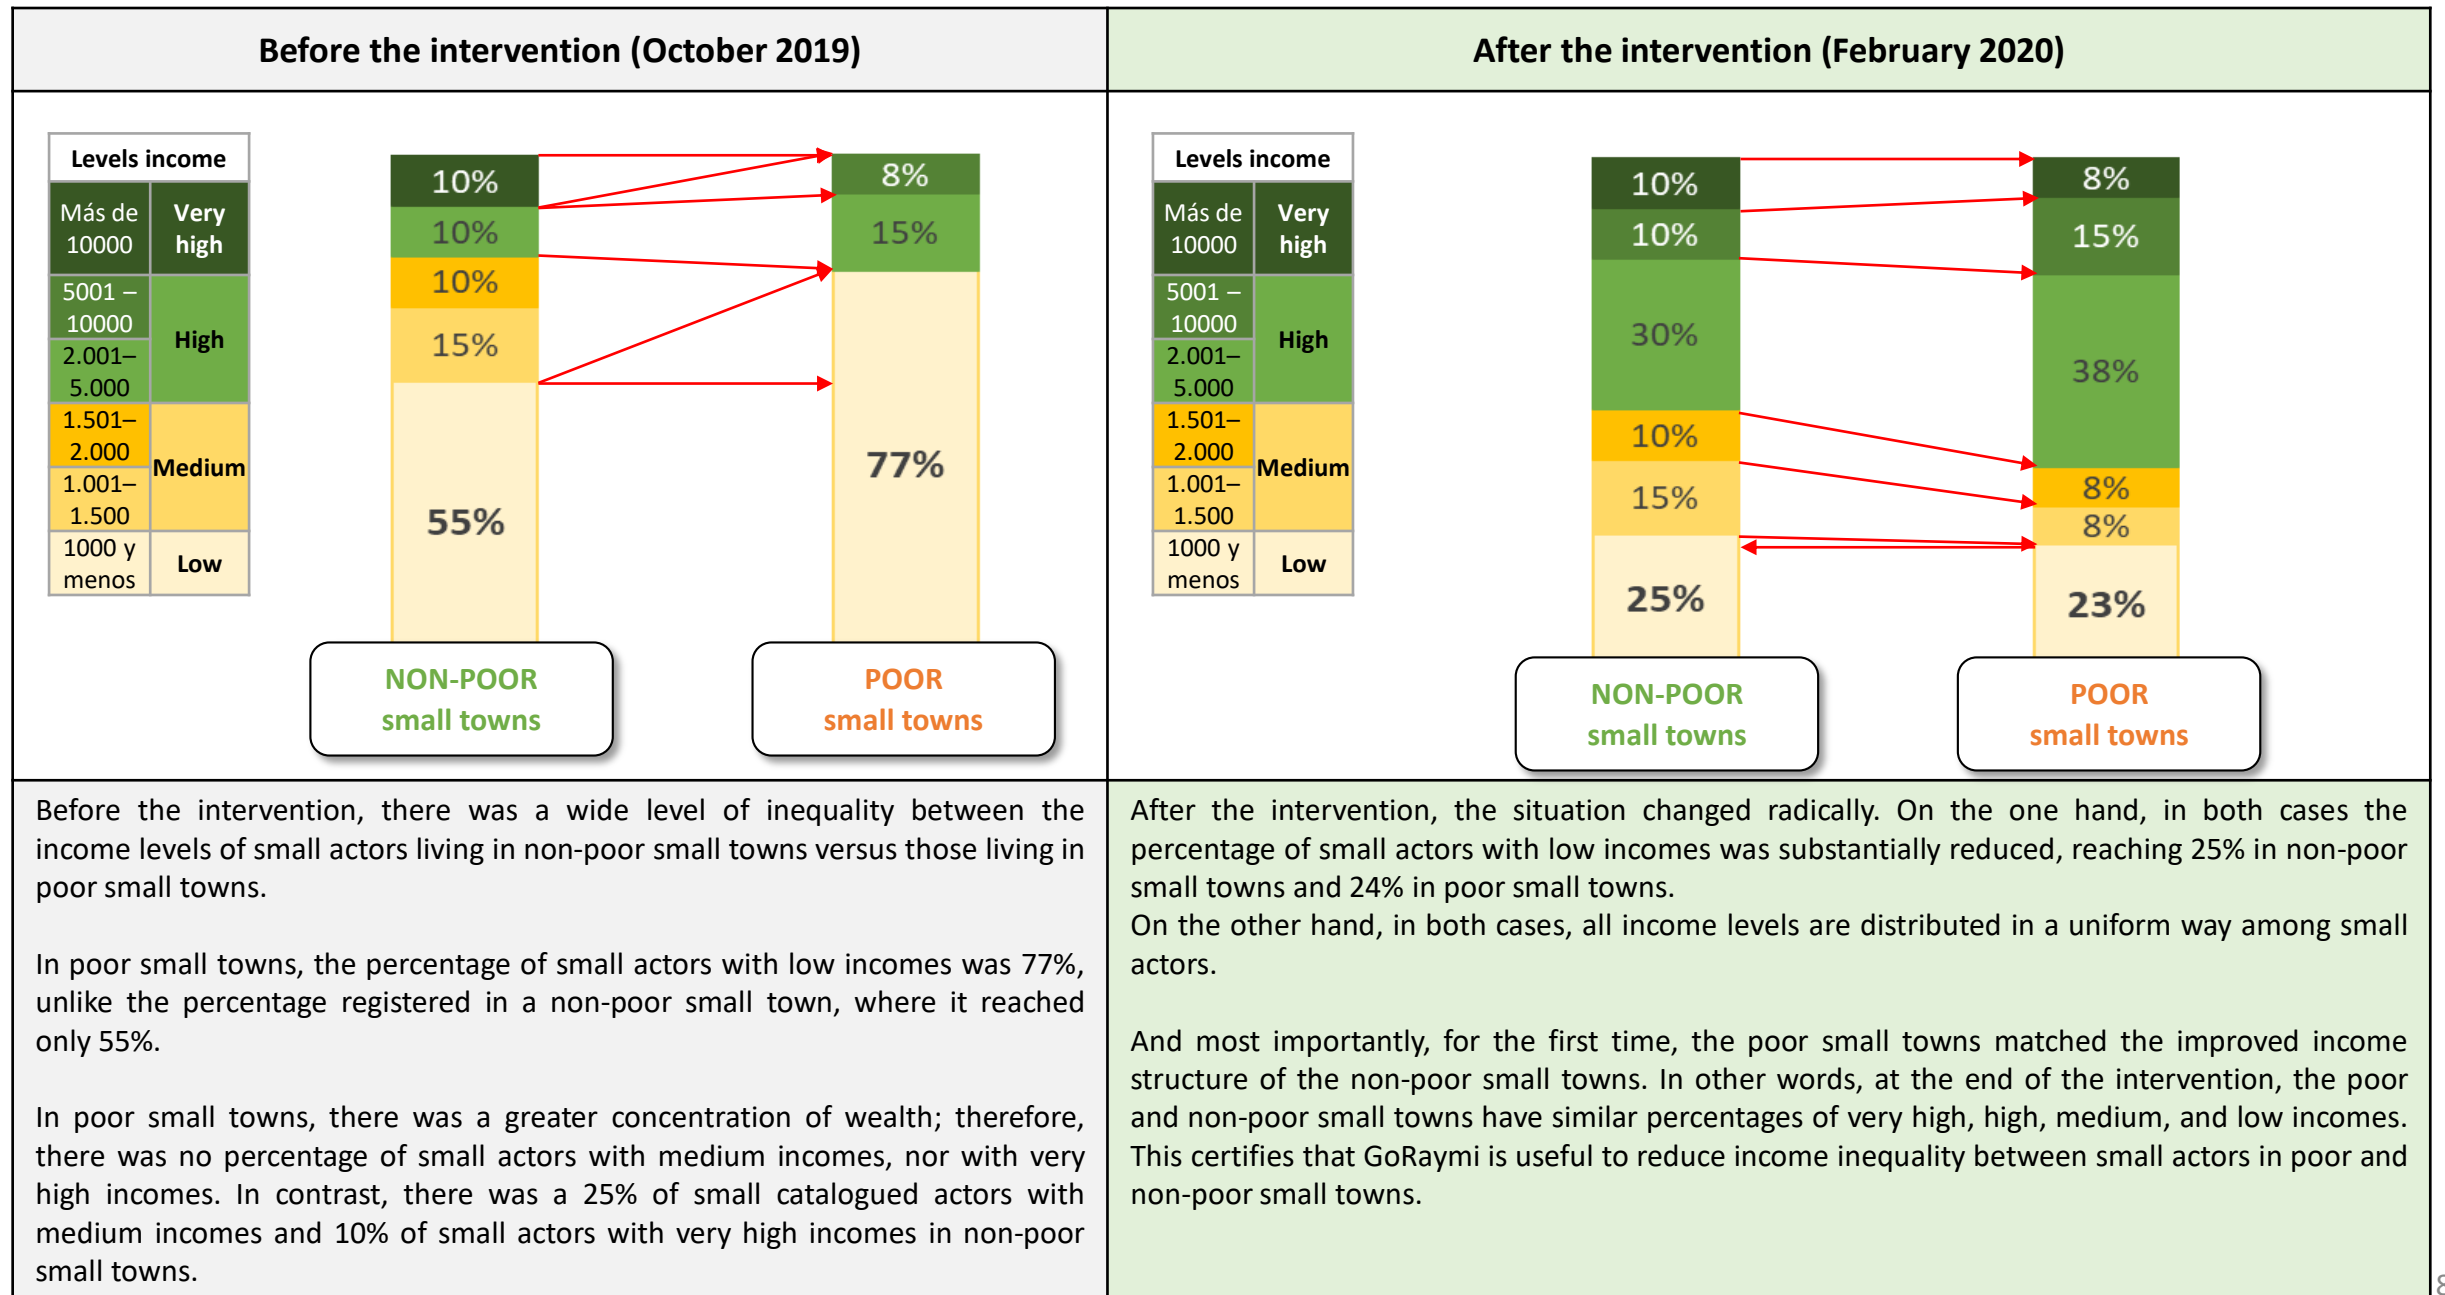 Before the intervention (October 2019)
Levels income
Más de
10000
Very
high
5001 –
10000
High
2.001–
5.000
1.501–
2.000
Medium
1.001–
1.500
1000 y
menos
Low
10%
10%
10%
15%
55%
8%
15%
77%
NON-POOR
small towns
POOR
small towns
Before the intervention, there was a wide level of inequality between the
income levels of small actors living in non-poor small towns versus those living in
poor small towns.
In poor small towns, the percentage of small actors with low incomes was 77%,
unlike the percentage registered in a non-poor small town, where it reached
only 55%.
In poor small towns, there was a greater concentration of wealth; therefore,
there was no percentage of small actors with medium incomes, nor with very
high incomes. In contrast, there was a 25% of small catalogued actors with
medium incomes and 10% of small actors with very high incomes in non-poor
small towns.
After the intervention (February 2020)
Levels income
Más de
10000
Very
high
5001 –
10000
High
2.001–
5.000
1.501–
2.000
Medium
1.001–
1.500
1000 y
menos
Low
10%
10%
30%
10%
15%
25%
8%
15%
38%
8%
8%
23%
NON-POOR
small towns
POOR
small towns
After the intervention, the situation changed radically. On the one hand, in both cases the
percentage of small actors with low incomes was substantially reduced, reaching 25% in non-poor
small towns and 24% in poor small towns.
On the other hand, in both cases, all income levels are distributed in a uniform way among small
actors.
And most importantly, for the first time, the poor small towns matched the improved income
structure of the non-poor small towns. In other words, at the end of the intervention, the poor
and non-poor small towns have similar percentages of very high, high, medium, and low incomes.
This certifies that GoRaymi is useful to reduce income inequality between small actors in poor and
non-poor small towns.